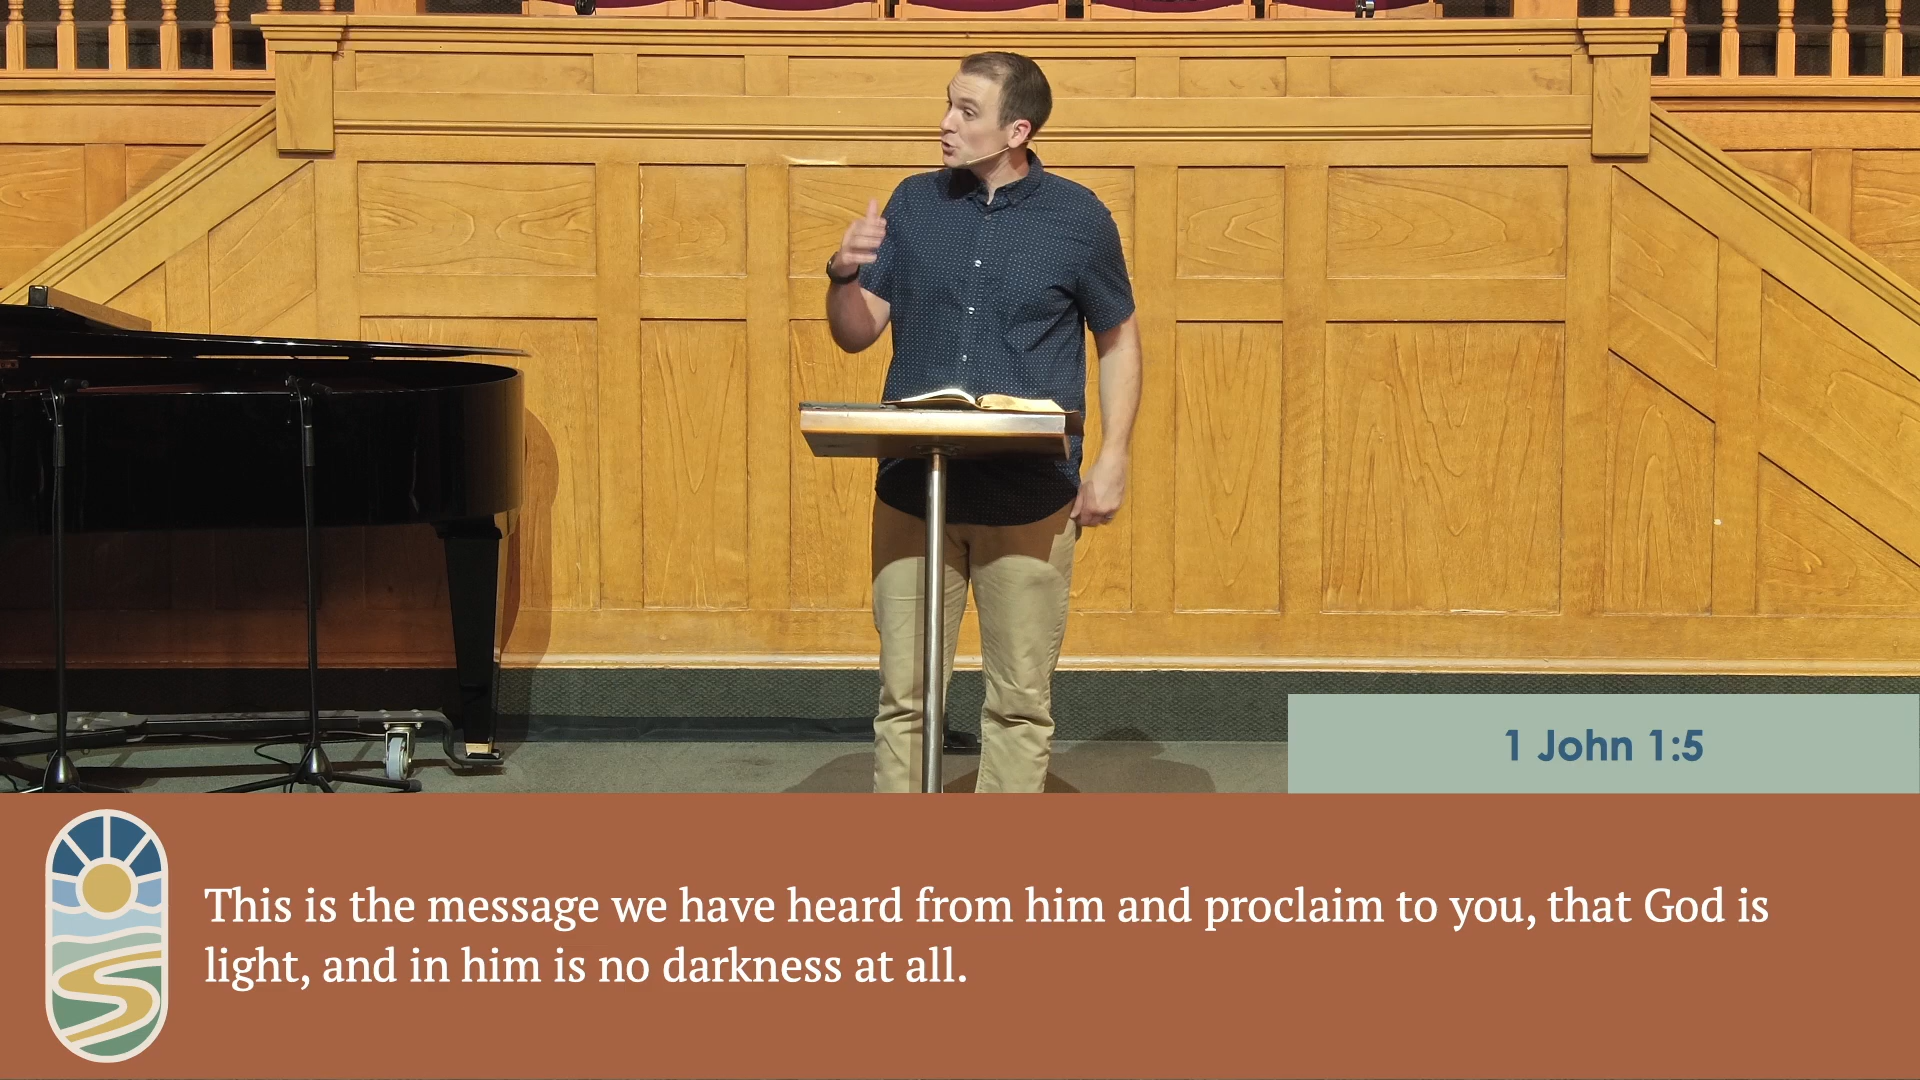 1 John 1:5
This is the message we have heard from him and proclaim to you, that God is
light, and in him is no darkness at all.